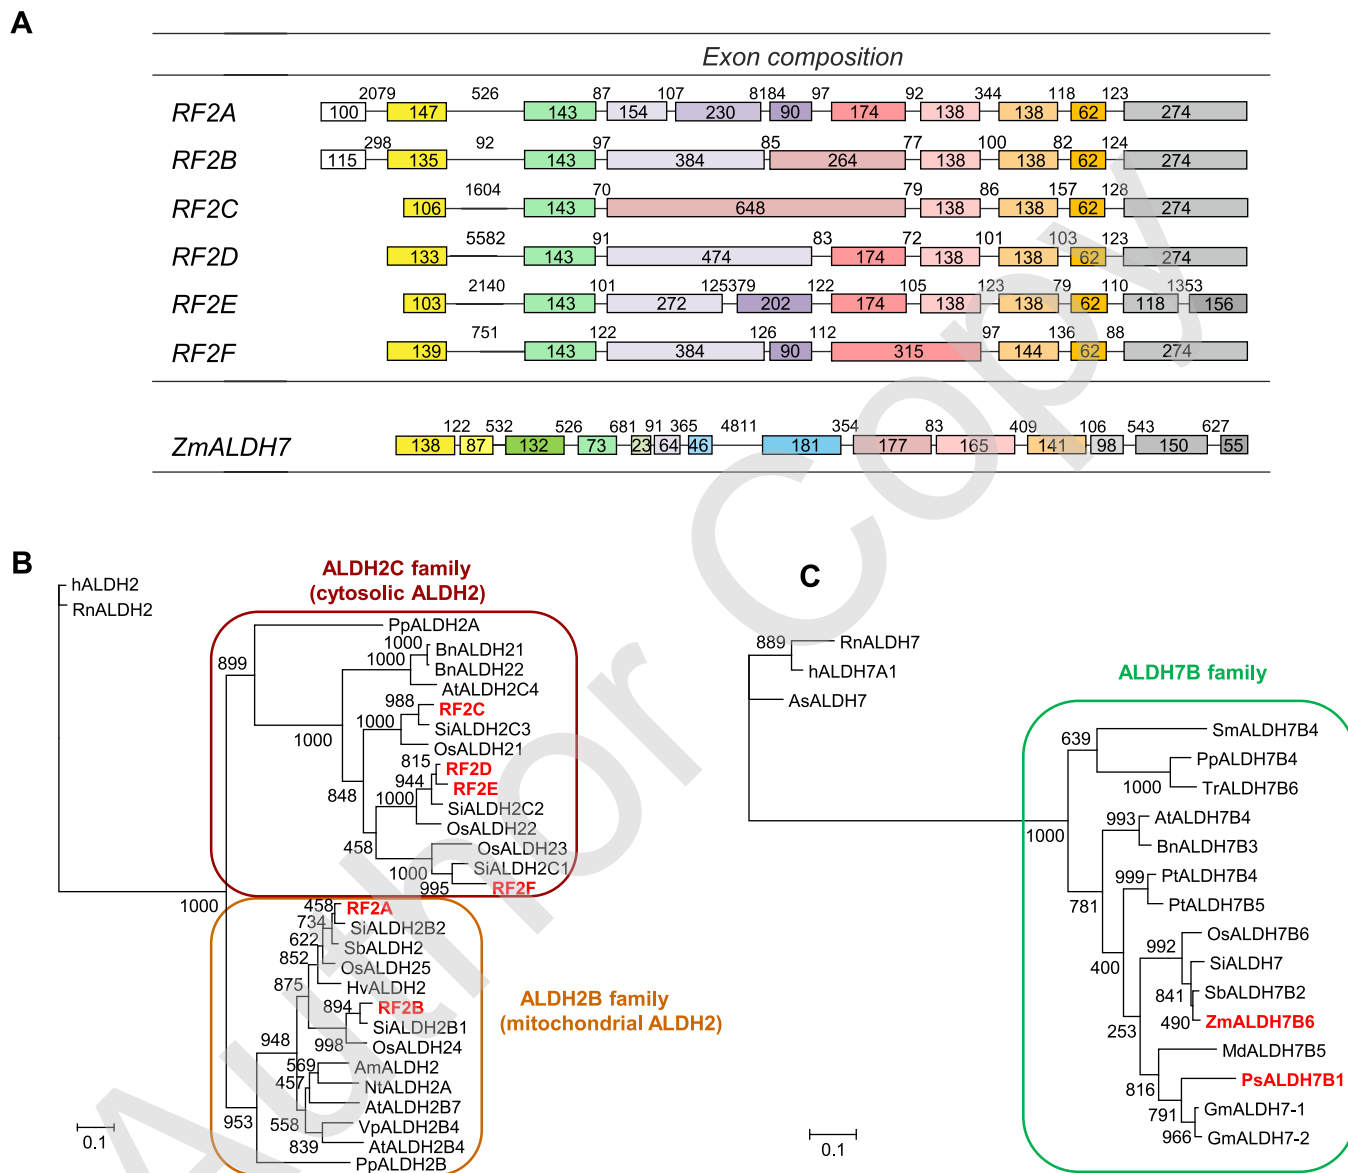 A
Exon composition
2079 526 87 107 81 84 97 92 344 118 123
RF2A 100 147 143 154 230 90 174 138 138 62 274
298 92 97 85 77 100 82 124
RF2B 115 135 143 384 264 138 138 62 274
1604 70 79 86 157 128
RF2C 106 143 648 138 138 62 274
5582 91 83 72 101 103 123
RF2D 133 143 474 174 138 138 62 274
2140 101 125379 122 105 123 79 110 1353
RF2E 103 143 272 202 174 138 138 62 118 156
751 122 126 112 97 136 88
RF2F 139 143 384 90 315 144 62 274
122 532 526 681 91 365 4811 354 83 409 106 543 627
ZmALDH7 138 87 132 73 23 64 46 181 177 165 141 98 150 55
B
ALDH2C family
(cytosolic ALDH2)
hALDH2
RnALDH2
PpALDH2A
1000
BnALDH21
899 1000
BnALDH22
AtALDH2C4
988
RF2C
1000
SiALDH2C3
1000
OsALDH21
815
RF2D
944
RF2E
848 1000
SiALDH2C2
OsALDH22
458
OsALDH23
SiALDH2C1
1000
995
RF2F
1000
458
RF2A
734
SiALDH2B2
622
SbALDH2
852
OsALDH25
875
HvALDH2
894
RF2B
SiALDH2B1
948 998
OsALDH24
569
AmALDH2
457
NtALDH2A
AtALDH2B7
953 558
VpALDH2B4
839
AtALDH2B4
PpALDH2B
0.1
ALDH2B family
(mitochondrial ALDH2)
C
889
RnALDH7
hALDH7A1
AsALDH7
ALDH7B family
SmALDH7B4
639
PpALDH7B4
1000
TrALDH7B6
1000
993
AtALDH7B4
BnALDH7B3
999
PtALDH7B4
781
PtALDH7B5
992
OsALDH7B6
400
SiALDH7
841
SbALDH7B2
253 490
ZmALDH7B6
MdALDH7B5
816
PsALDH7B1
791
GmALDH7-1
966
GmALDH7-2
0.1
Author Copy